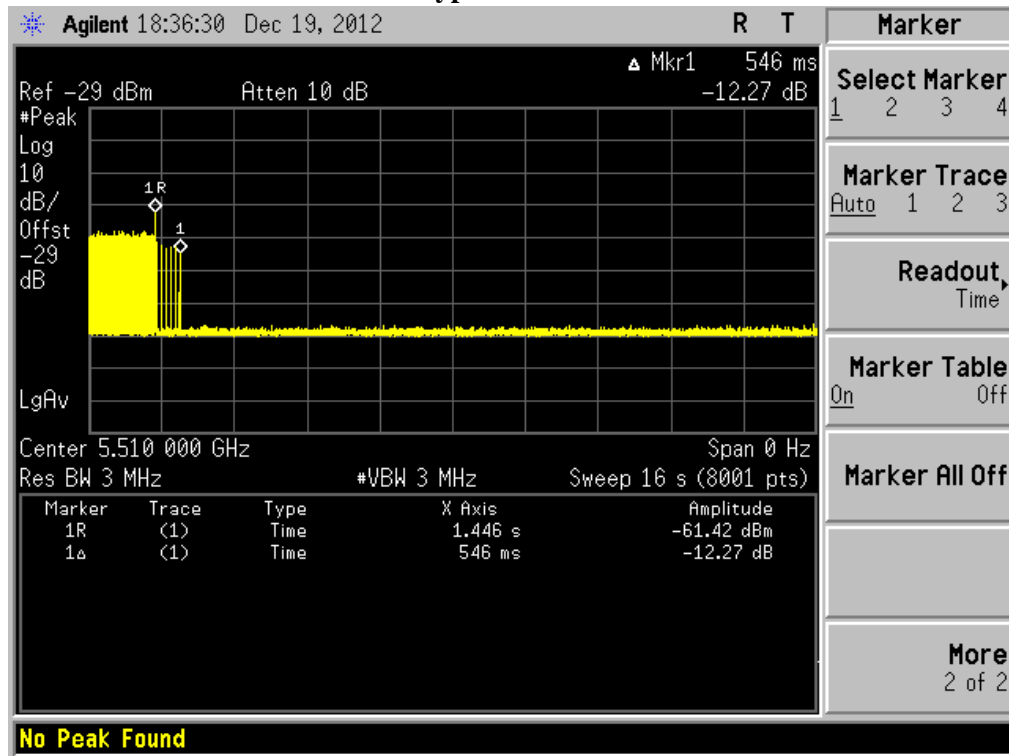 Agilent 18:36:30 Dec 19, 2012 R T
Δ Mkr1 546 ms
Ref -29 dBm Atten 10 dB -12.27 dB
#Peak
Log
10
dB/
Offst
-29
dB
1R
1
LgAv
Center 5.510 000 GHz Span 0 Hz
Res BW 3 MHz #VBW 3 MHz Sweep 16 s (8001 pts)
Marker Trace Type X Axis Amplitude
1R (1) Time 1.446 s -61.42 dBm
1Δ (1) Time 546 ms -12.27 dB
No Peak Found
Marker
Select Marker
1 2 3 4
Marker Trace
Auto 1 2 3
Readout
Time
Marker Table
On Off
Marker All Off
More
2 of 2